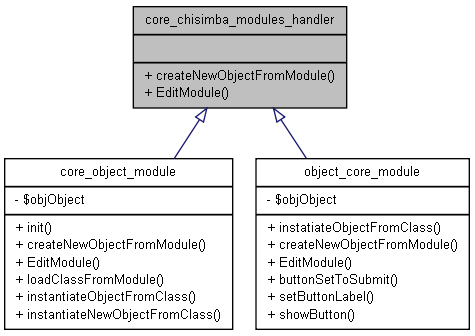 core_chisimba_modules_handler
+ createNewObjectFromModule()
+ EditModule()
core_object_module
- $objObject
+ init()
+ createNewObjectFromModule()
+ EditModule()
+ loadClassFromModule()
+ instantiateObjectFromClass()
+ instantiateNewObjectFromClass()
object_core_module
- $objObject
+ instatiateObjectFromClass()
+ createNewObjectFromModule()
+ EditModule()
+ buttonSetToSubmit()
+ setButtonLabel()
+ showButton()